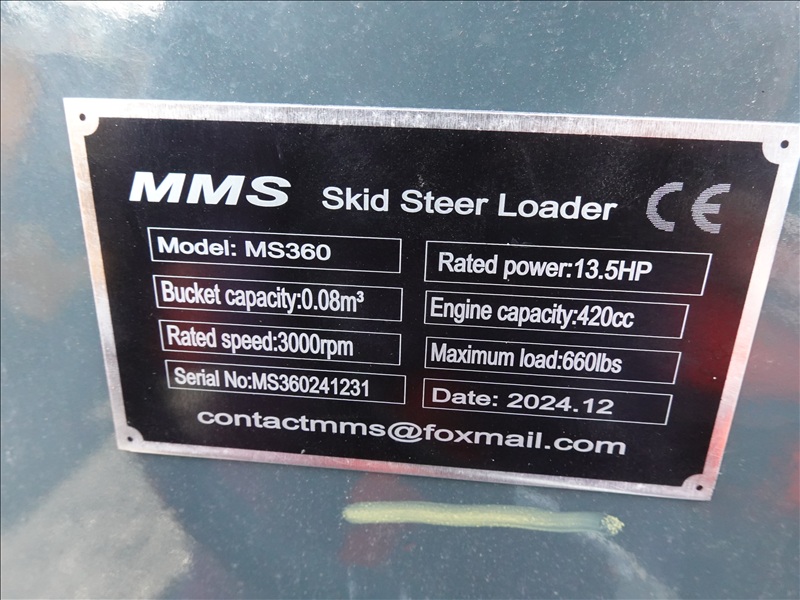 MMS Skid Steer Loader CE
Model: MS360
Rated power:13.5HP
Bucket capacity:0.08m³
Engine capacity:420cc
Rated speed:3000rpm
Maximum load:660lbs
Serial No:MS360241231
Date: 2024.12
contactmms@foxmail.com